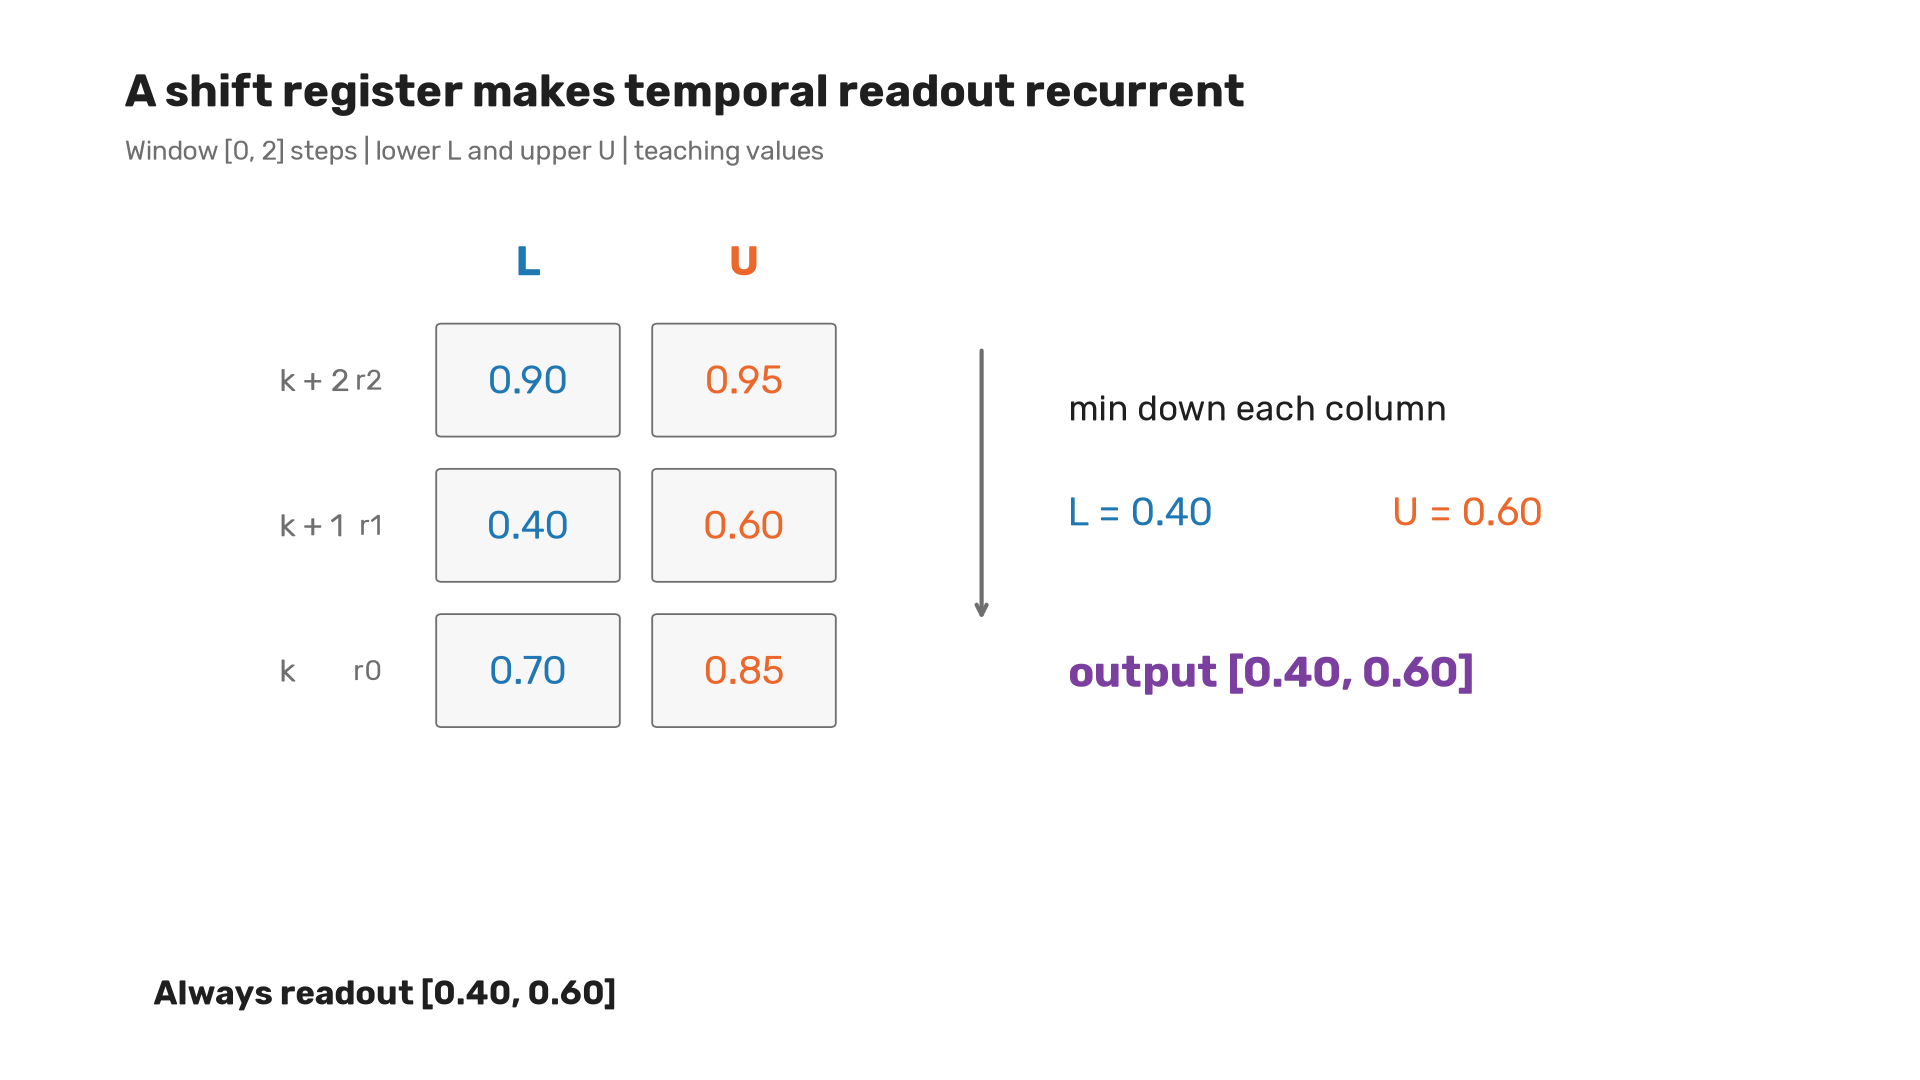 A shift register makes temporal readout recurrent
Window [0, 2] steps | lower L and upper U | teaching values
L U
k + 2 r2 0.90 0.95
min down each column
k + 1 r1 0.40 0.60
L = 0.40 U = 0.60
k r0 0.70 0.85
output [0.40, 0.60]
Always readout [0.40, 0.60]